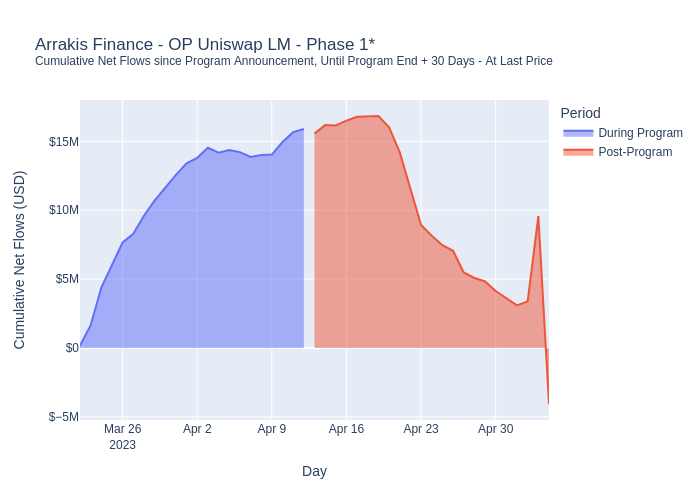 Arrakis Finance - OP Uniswap LM - Phase 1*
Cumulative Net Flows since Program Announcement, Until Program End + 30 Days - At Last Price
Period
During Program
Post-Program
Cumulative Net Flows (USD)
$15M
$10M
$5M
$0
$−5M
Mar 26
2023
Apr 2
Apr 9
Apr 16
Apr 23
Apr 30
Day